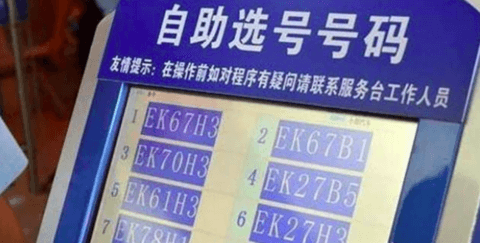 自助选号号码
友情提示：在操作前如对程序有疑问请联系服务台工作人员
1 EK67H3
2 EK67B1
3 EK70H3
4 EK27B5
5 EK61H3
6 EK27H3
7 EK78H1